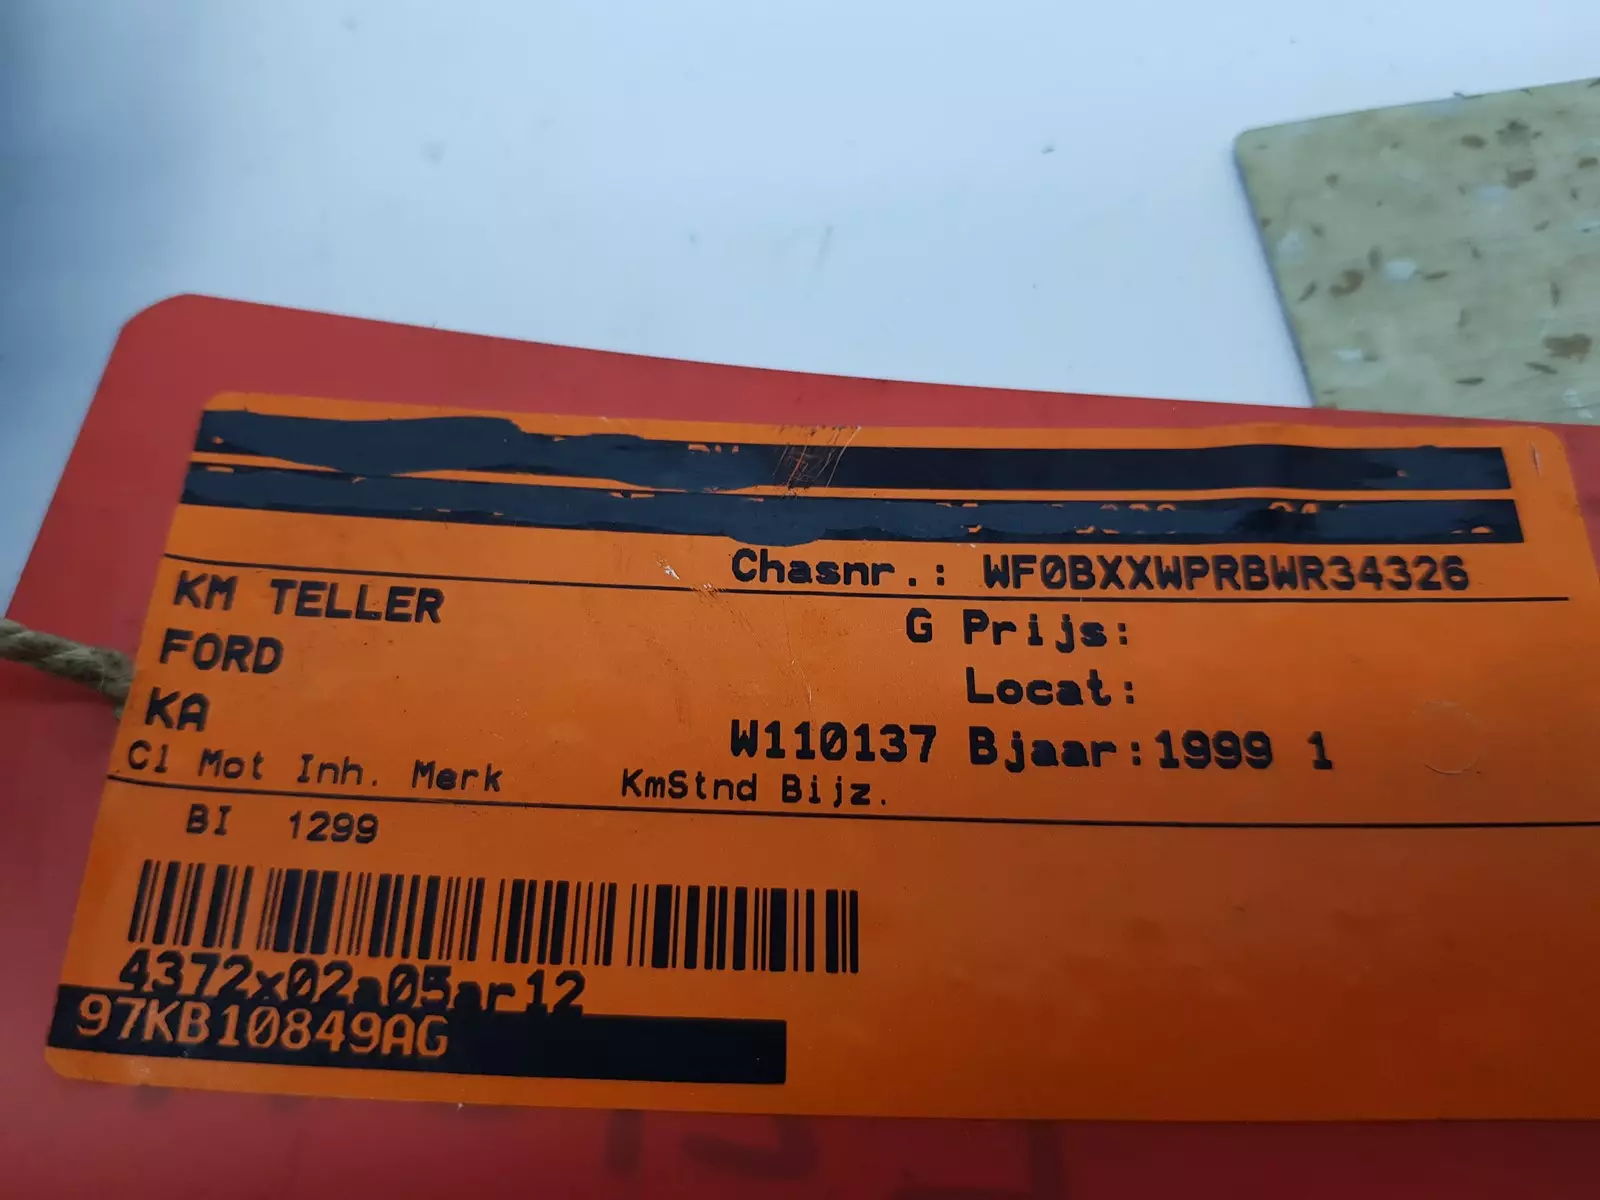 Chasnr.: WF0BXXWPRBWR34326
KM TELLER
G Prijs:
FORD
Locat:
KA
W110137 Bjaar:1999 1
Cl Mot Inh. Merk KmStnd Bijz.
BI 1299
4372x02a05ar12
97KB10849AG